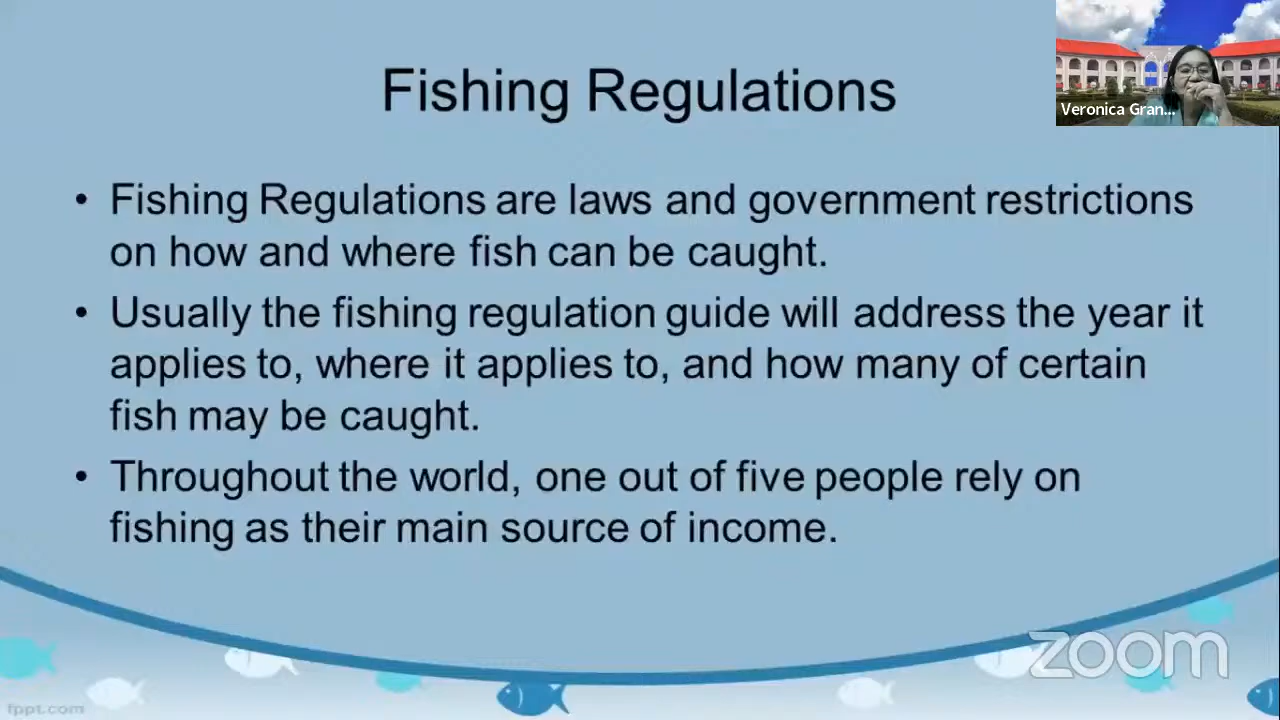 Fishing Regulations
Veronica Gran...
• Fishing Regulations are laws and government restrictions
on how and where fish can be caught.
• Usually the fishing regulation guide will address the year it
applies to, where it applies to, and how many of certain
fish may be caught.
• Throughout the world, one out of five people rely on
fishing as their main source of income.
zoom
fppt.com